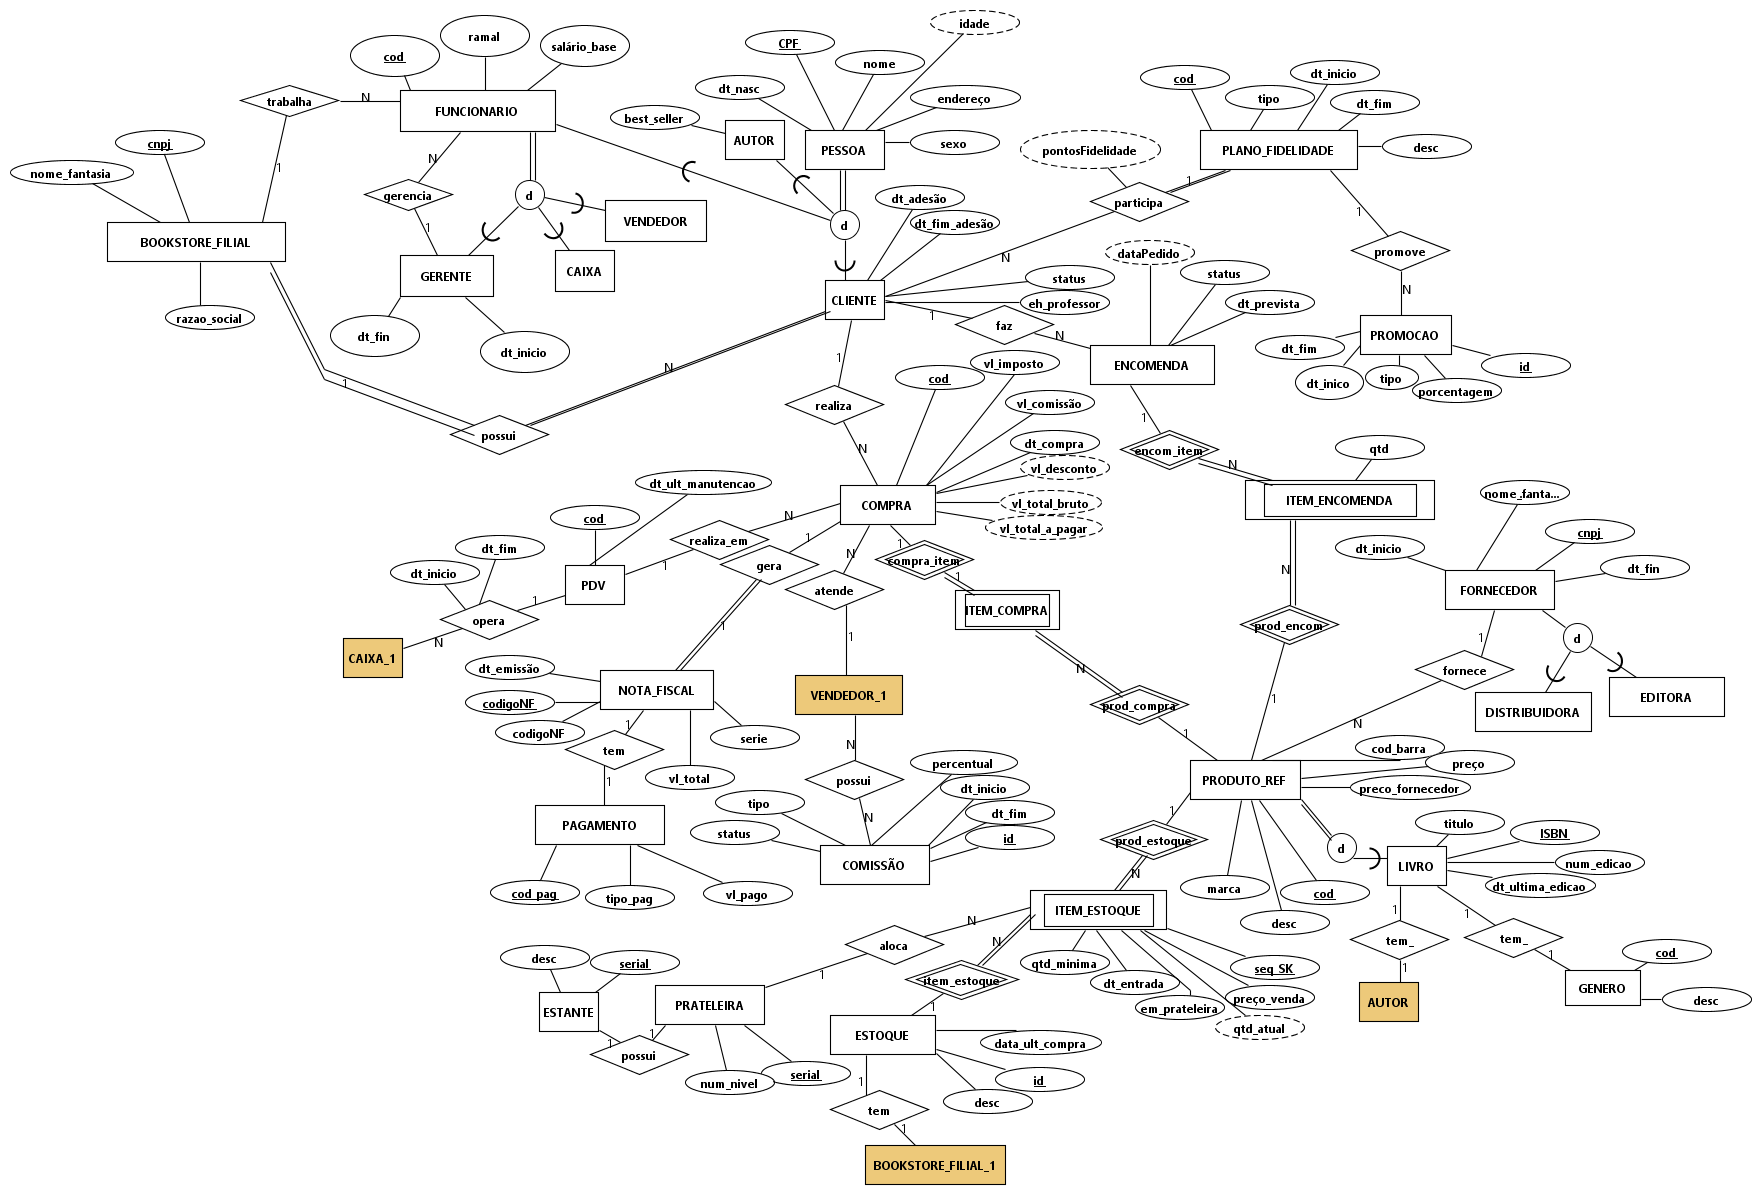 idade
ramal
CPF
salário_base
cod
nome
dt_inicio
cod
dt_nasc
tipo
endereço
trabalha
N
dt_fim
FUNCIONARIO
best_seller
AUTOR
cnpj
sexo
desc
PESSOA
PLANO_FIDELIDADE
pontosFidelidade
N
1
nome_fantasia
1
gerencia
d
dt_adesão
participa
1
VENDEDOR
dt_fim_adesão
d
1
BOOKSTORE_FILIAL
promove
dataPedido
N
CAIXA
status
GERENTE
status
N
CLIENTE
eh_professor
dt_prevista
razao_social
1
faz
dt_fin
N
PROMOCAO
dt_inicio
dt_fim
1
vl_imposto
ENCOMENDA
id
N
1
cod
dt_inico
tipo
porcentagem
realiza
vl_comissão
1
possui
dt_compra
N
encom_item
qtd
vl_desconto
N
dt_ult_manutencao
nome_fanta...
vl_total_bruto
ITEM_ENCOMENDA
COMPRA
cod
N
vl_total_a_pagar
cnpj
realiza_em
1
1
dt_fim
dt_inicio
N
compra_item
1
gera
dt_inicio
1
N
dt_fin
PDV
atende
FORNECEDOR
1
ITEM_COMPRA
opera
1
prod_encom
1
d
N
1
CAIXA_1
dt_emissão
N
fornece
NOTA_FISCAL
VENDEDOR_1
EDITORA
codigoNF
1
prod_compra
DISTRIBUIDORA
1
N
codigoNF
serie
1
tem
N
cod_barra
percentual
preço
vl_total
possui
PRODUTO_REF
1
dt_inicio
preco_fornecedor
tipo
1
dt_fim
N
titulo
PAGAMENTO
status
id
ISBN
prod_estoque
d
COMISSÃO
num_edicao
LIVRO
N
dt_ultima_edicao
marca
cod_pag
tipo_pag
vl_pago
cod
ITEM_ESTOQUE
1
1
N
desc
aloca
N
tem_
tem_
desc
1
cod
serial
qtd_minima
seq_SK
1
1
item_estoque
dt_entrada
GENERO
preço_venda
desc
AUTOR
PRATELEIRA
em_prateleira
ESTANTE
1
qtd_atual
1
1
ESTOQUE
data_ult_compra
possui
serial
num_nivel
1
id
desc
tem
1
BOOKSTORE_FILIAL_1